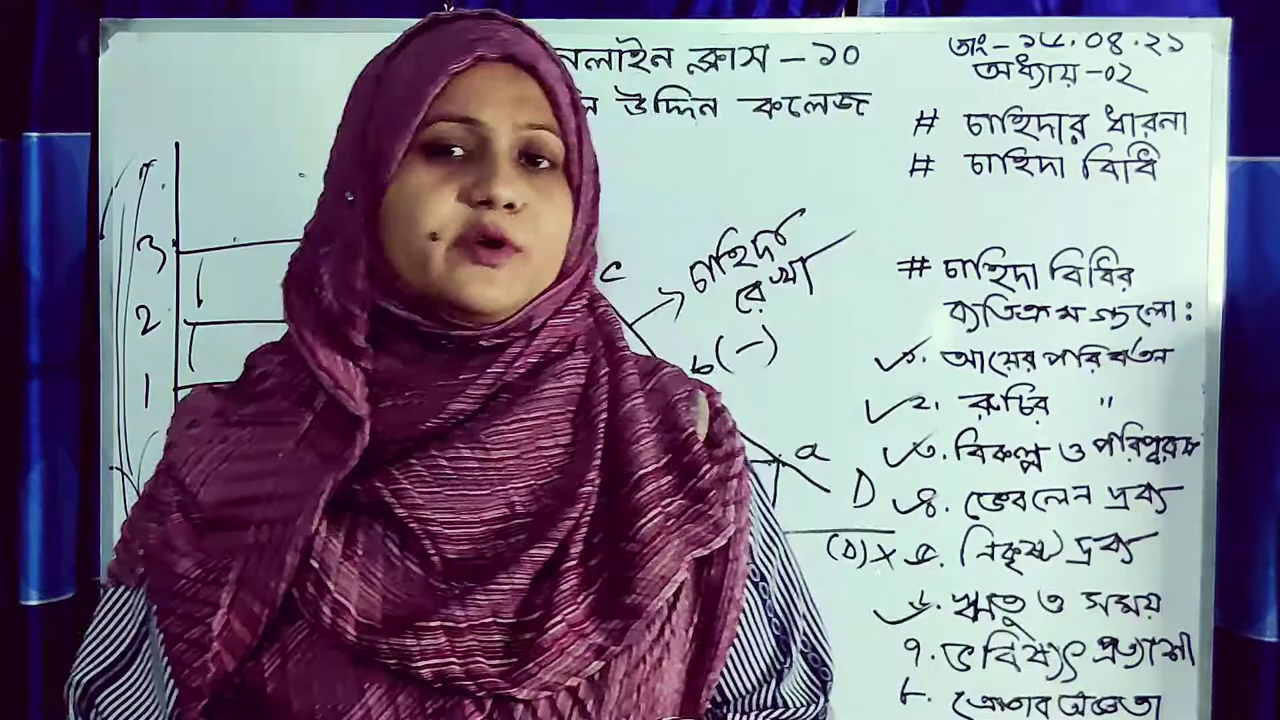 নলাইন ক্লাস - ১০
উদ্দিন কলেজ
তাং - ১৫.০৪.২১
অধ্যায় - ০২
# চাহিদার ধারনা
# চাহিদা বিধি
# চাহিদা বিধির
ব্যতিক্রম গুলো:
১. আয়ের পরিবর্তন
২. রুচির "
৩. বিকল্প ও পরিপূরক
৪. ভেবলেন দ্রব্য
৫. নিকৃষ্ট দ্রব্য
৬. ঋতু ও সময়
৭. ভবিষ্যৎ প্রত্যাশা
৮. ক্রেতার অজ্ঞতা
3
2
1
c
চাহিদা
রেখা
b (-)
a
D